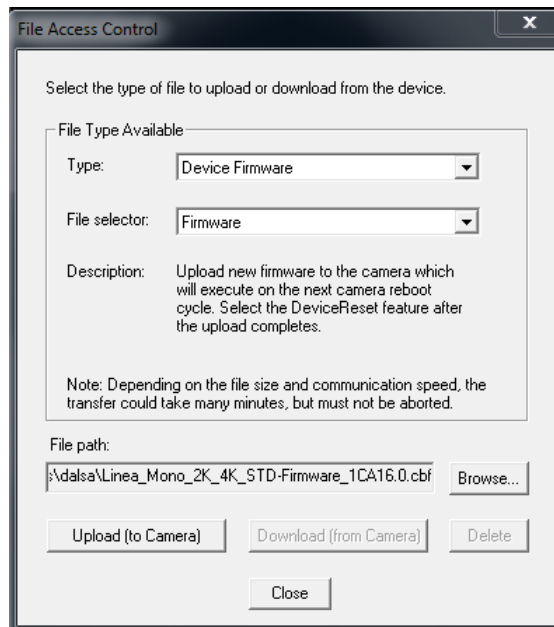 File Access Control
X
Select the type of file to upload or download from the device.
File Type Available
Type:
Device Firmware
File selector:
Firmware
Description:
Upload new firmware to the camera which
will execute on the next camera reboot
cycle. Select the DeviceReset feature after
the upload completes.
Note: Depending on the file size and communication speed, the
transfer could take many minutes, but must not be aborted.
File path:
s\dalsa\Linea_Mono_2K_4K_STD-Firmware_1CA16.0.cbf
Browse...
Upload (to Camera)
Download (from Camera)
Delete
Close